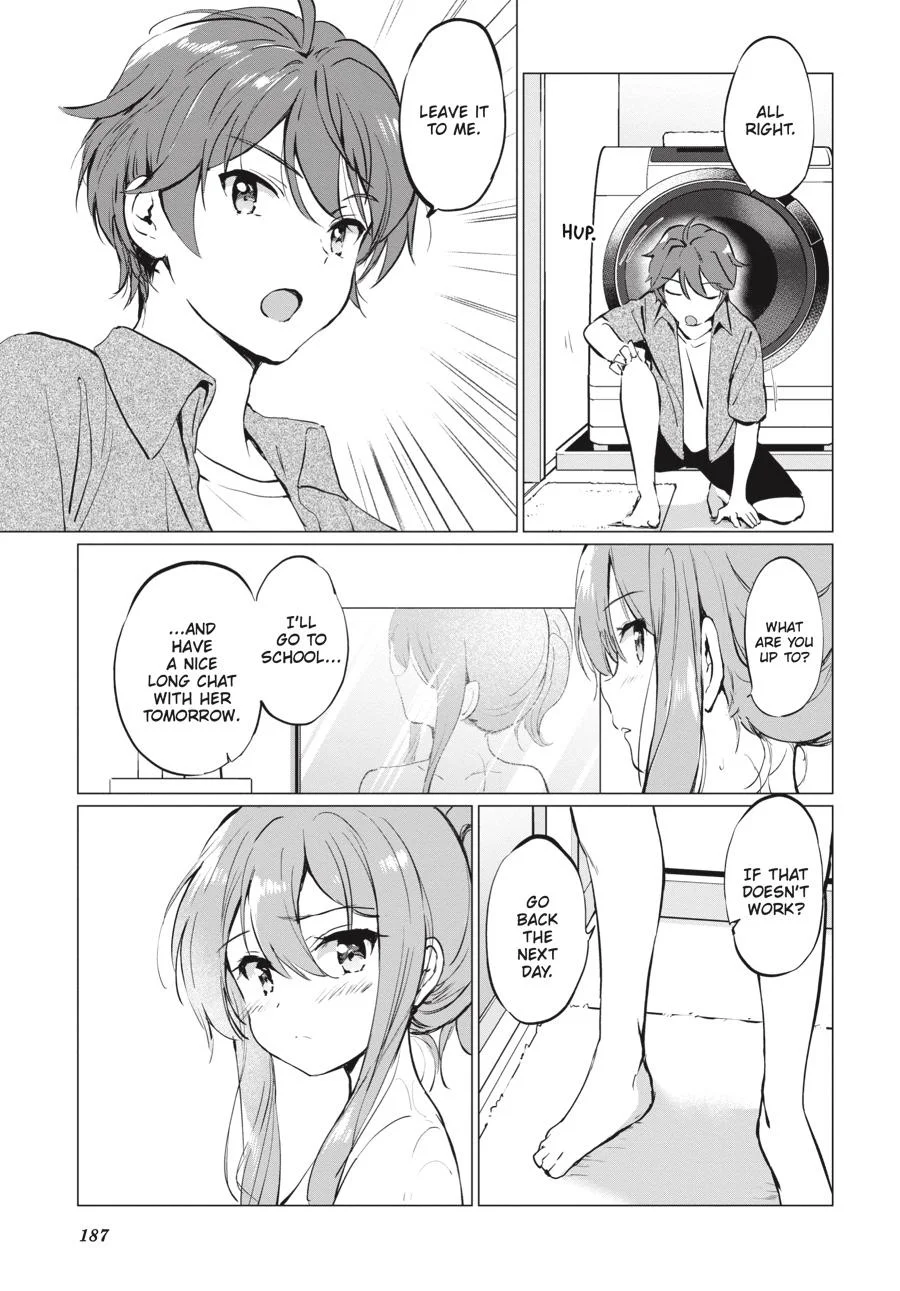 ALL
RIGHT.
HUP.
LEAVE IT
TO ME.
WHAT
ARE YOU
UP TO?
I'LL
GO TO
SCHOOL...
...AND
HAVE
A NICE
LONG CHAT
WITH HER
TOMORROW.
IF THAT
DOESN'T
WORK?
GO
BACK
THE
NEXT
DAY.
187